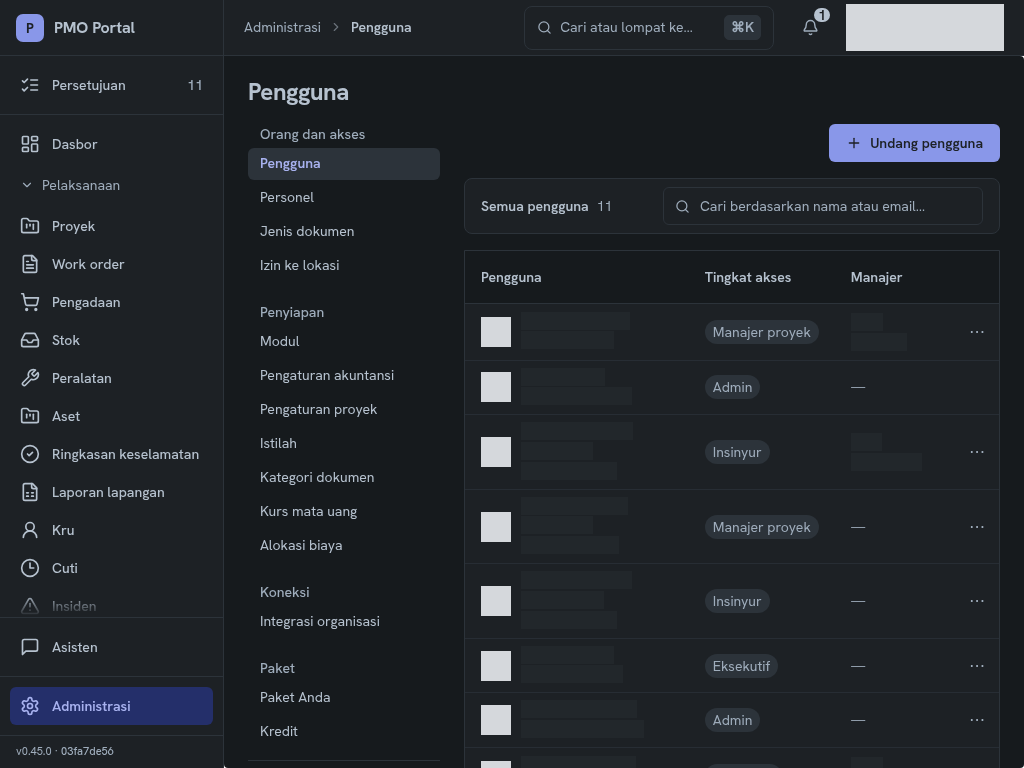 P PMO Portal
Administrasi > Pengguna
Cari atau lompat ke... ⌘K
1
Persetujuan 11
Dasbor
Pelaksanaan
Proyek
Work order
Pengadaan
Stok
Peralatan
Aset
Ringkasan keselamatan
Laporan lapangan
Kru
Cuti
Insiden
Asisten
Administrasi
v0.45.0 · 03fa7de56
Pengguna
Orang dan akses
Pengguna
Personel
Jenis dokumen
Izin ke lokasi
Penyiapan
Modul
Pengaturan akuntansi
Pengaturan proyek
Istilah
Kategori dokumen
Kurs mata uang
Alokasi biaya
Koneksi
Integrasi organisasi
Paket
Paket Anda
Kredit
+ Undang pengguna
Semua pengguna 11
Cari berdasarkan nama atau email...
Pengguna Tingkat akses Manajer
Manajer proyek ...
Admin —
Insinyur ...
Manajer proyek — ...
Insinyur — ...
Eksekutif — ...
Admin — ...